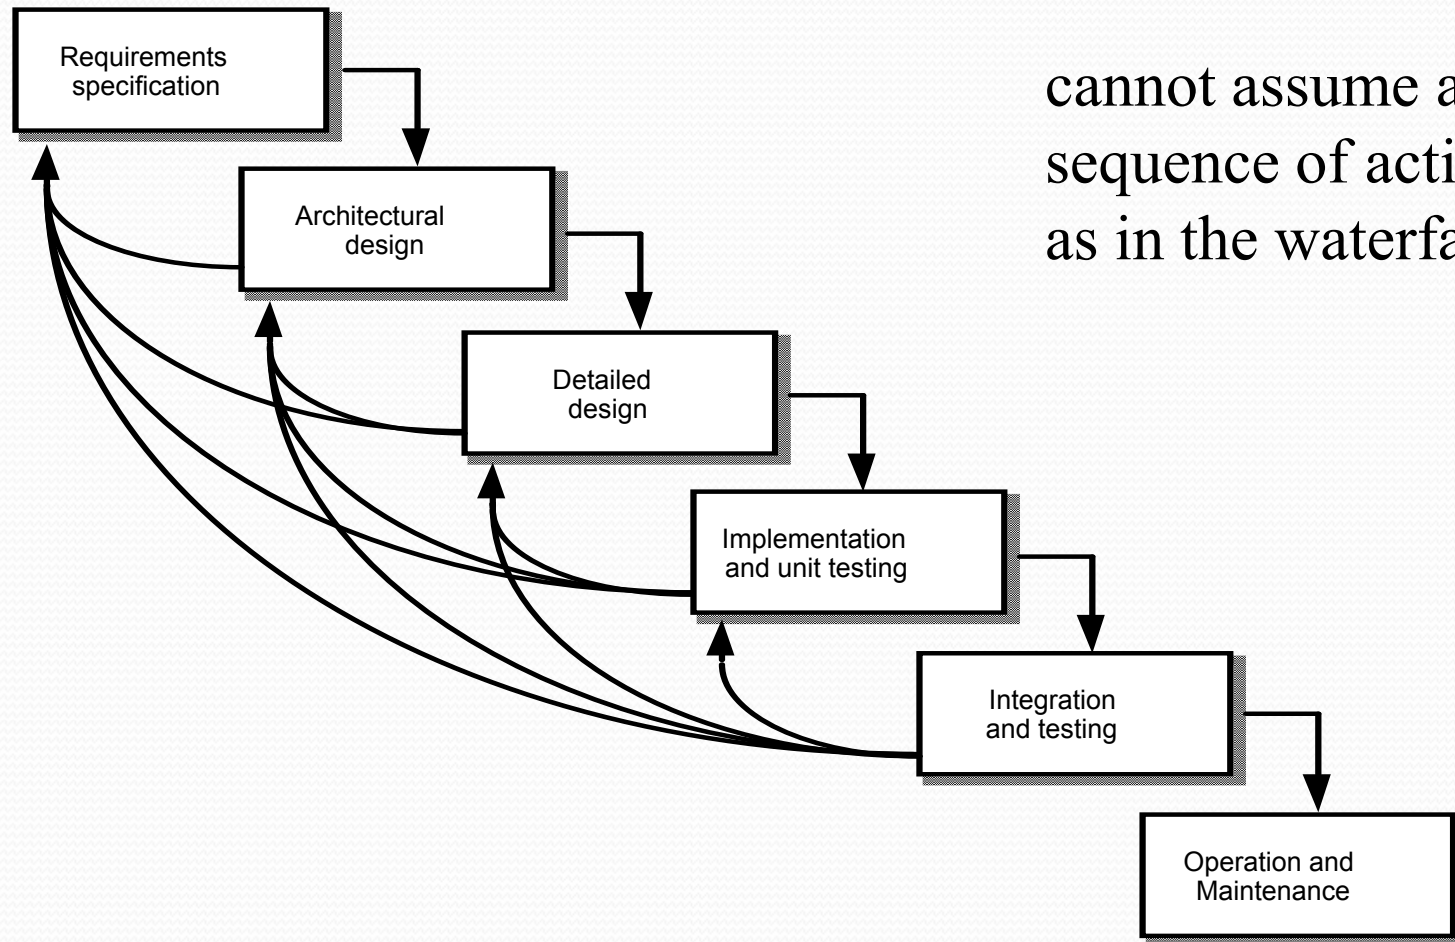 Requirements
specification
cannot assume a
sequence of acti
as in the waterfa
Architectural
design
Detailed
design
Implementation
and unit testing
Integration
and testing
Operation and
Maintenance